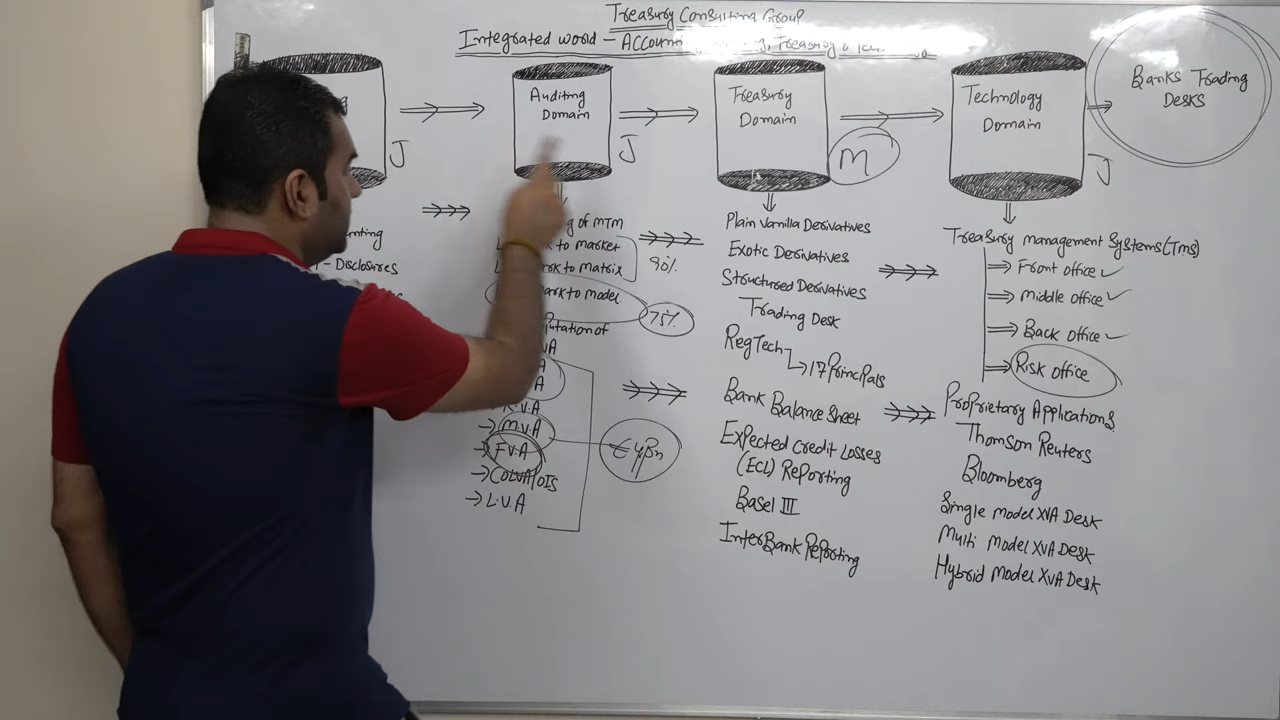 Treasury Consulting Group
Integrated world - Treasury &
Auditing
Domain
J
J
Treasury
Domain
M
Technology
Domain
J
Banks Trading
Desks
- Disclosures
of MTM
to market
to matrix
90%
mark to model
75%
of
→ M.V.A
→ F.V.A
→ COLVA/OIS
→ L.V.A
Plain Vanilla Derivatives
Exotic Derivatives
Structured Derivatives
Trading Desk
RegTech
17 Principals
Bank Balance Sheet
Expected Credit Losses
(ECL) Reporting
Basel III
InterBank Reporting
Treasury management Systems (Tms)
Front office ✓
Middle office ✓
Back office ✓
Risk office
Proprietary Applications
Thomson Reuters
Bloomberg
Single model XVA Desk
Multi Model XVA Desk
Hybrid Model XVA Desk